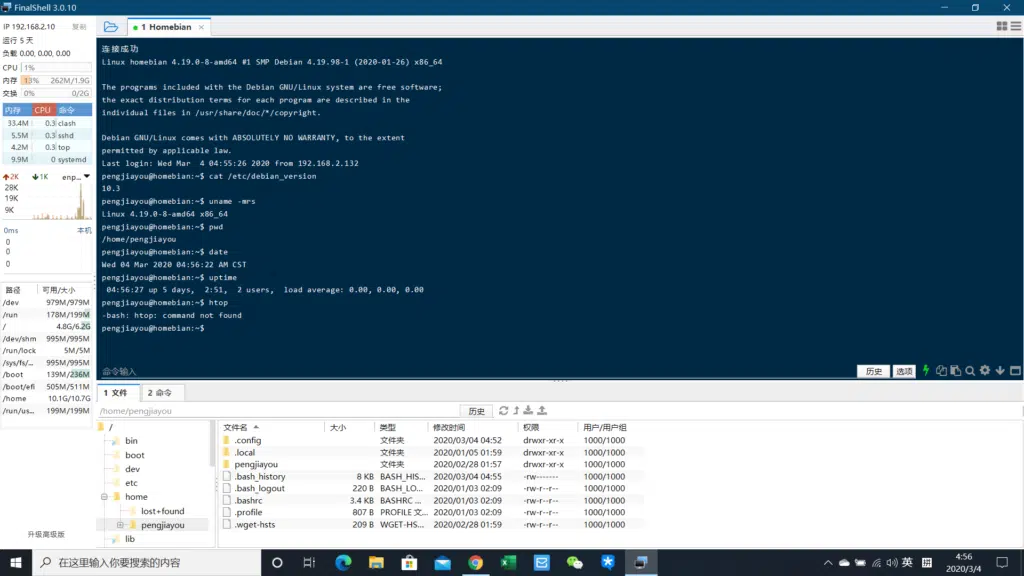 FinalShell 3.0.10
IP 192.168.2.10 复制
运行 5 天
负载 0.00, 0.00, 0.00
CPU 1%
内存 13% 262M/1.9G
交换 0% 0/2G
内存 CPU 命令
33.4M 0.3 clash
5.5M 0.3 sshd
4.2M 0.3 top
9.9M 0 systemd
2K 1K enp...
28K
19K
9K
0ms 本机
0
0
0
路径 可用/大小
/dev 979M/979M
/run 178M/199M
/ 4.8G/6.2G
/dev/shm 995M/995M
/run/lock 5M/5M
/sys/fs/... 995M/995M
/boot 139M/236M
/boot/efi 505M/511M
/home 10.1G/10.7G
/run/us... 199M/199M
升级高级版
1 Homebian
连接成功
Linux homebian 4.19.0-8-amd64 #1 SMP Debian 4.19.98-1 (2020-01-26) x86_64
The programs included with the Debian GNU/Linux system are free software;
the exact distribution terms for each program are described in the
individual files in /usr/share/doc/*/copyright.
Debian GNU/Linux comes with ABSOLUTELY NO WARRANTY, to the extent
permitted by applicable law.
Last login: Wed Mar  4 04:55:26 2020 from 192.168.2.132
pengjiayou@homebian:~$ cat /etc/debian_version
10.3
pengjiayou@homebian:~$ uname -mrs
Linux 4.19.0-8-amd64 x86_64
pengjiayou@homebian:~$ pwd
/home/pengjiayou
pengjiayou@homebian:~$ date
Wed 04 Mar 2020 04:56:22 AM CST
pengjiayou@homebian:~$ uptime
04:56:27 up 5 days,  2:51,  2 users,  load average: 0.00, 0.00, 0.00
pengjiayou@homebian:~$ htop
-bash: htop: command not found
pengjiayou@homebian:~$
命令输入 历史 选项
1 文件 2 命令
/home/pengjiayou 历史
/
bin
boot
dev
etc
home
lost+found
pengjiayou
lib
文件名 大小 类型 修改时间 权限 用户/用户组
.config 文件夹 2020/03/04 04:52 drwxr-xr-x 1000/1000
.local 文件夹 2020/01/05 01:59 drwxr-xr-x 1000/1000
pengjiayou 文件夹 2020/02/28 01:57 drwxr-xr-x 1000/1000
.bash_history 8 KB BASH_HIS... 2020/03/04 04:55 -rw------- 1000/1000
.bash_logout 220 B BASH_LO... 2020/01/03 02:09 -rw-r--r-- 1000/1000
.bashrc 3.4 KB BASHRC ... 2020/01/03 02:09 -rw-r--r-- 1000/1000
.profile 807 B PROFILE 文... 2020/01/03 02:09 -rw-r--r-- 1000/1000
.wget-hsts 209 B WGET-HS... 2020/02/28 01:59 -rw-r--r-- 1000/1000
在这里输入你要搜索的内容
英
4:56
2020/3/4